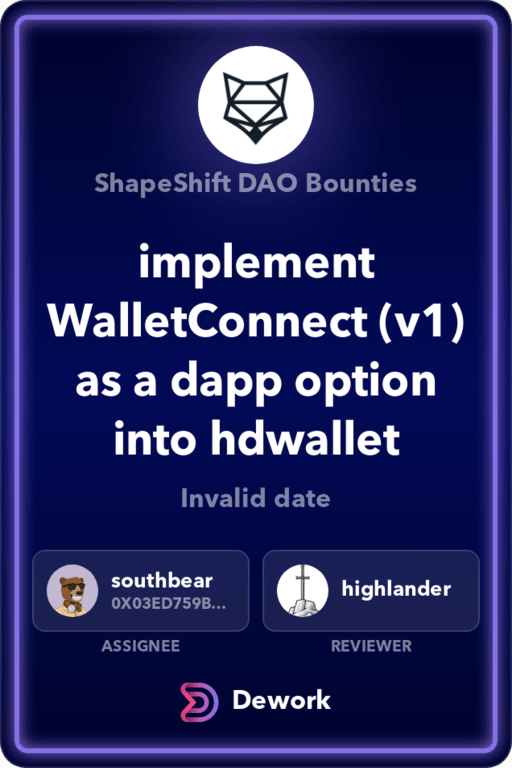 ShapeShift DAO Bounties
implement
WalletConnect (v1)
as a dapp option
into hdwallet
Invalid date
southbear
0X03ED759B...
highlander
ASSIGNEE
REVIEWER
Dework